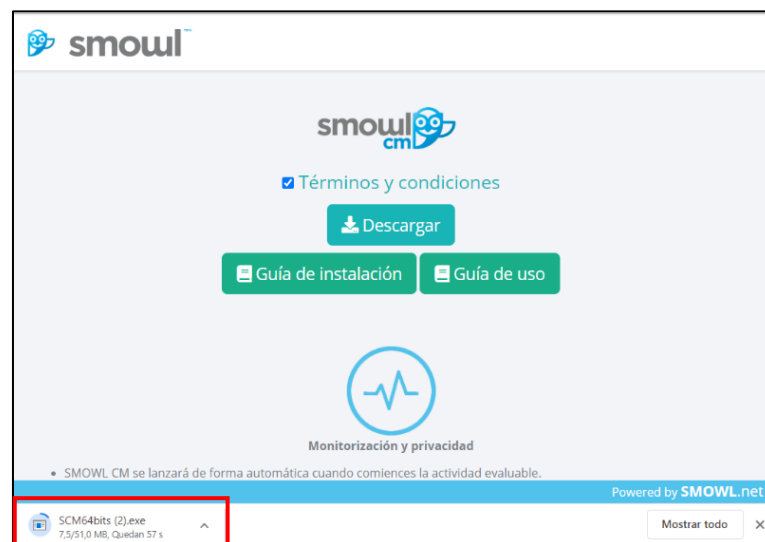 smowl
smowl
cm
Términos y condiciones
Descargar
Guía de instalación
Guía de uso
Monitorización y privacidad
• SMOWL CM se lanzará de forma automática cuando comiences la actividad evaluable.
Powered by SMOWL.net
SCM64bits (2).exe
7,5/51,0 MB, Quedan 57 s
Mostrar todo